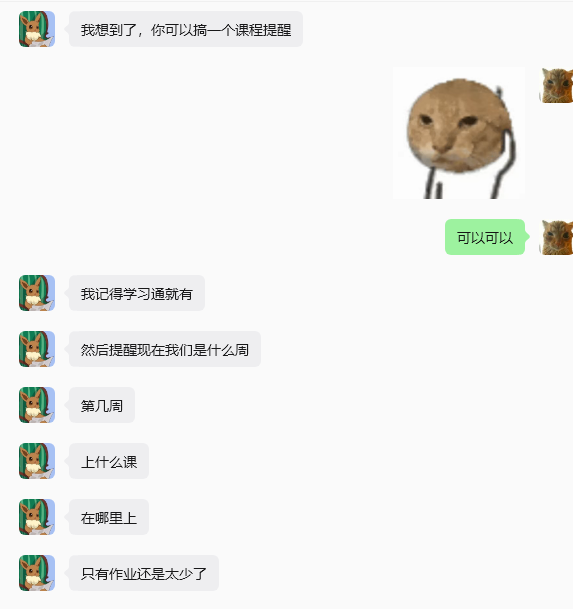 我想到了，你可以搞一个课程提醒
可以可以
我记得学习通就有
然后提醒现在我们是什么周
第几周
上什么课
在哪里上
只有作业还是太少了